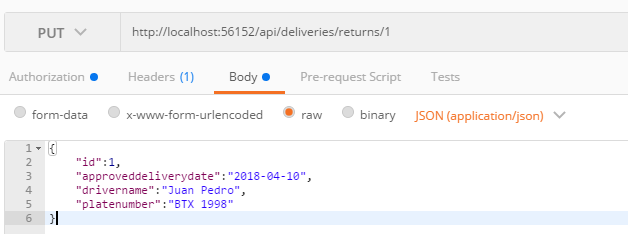 PUT http://localhost:56152/api/deliveries/returns/1
Authorization Headers (1) Body Pre-request Script Tests
form-data x-www-form-urlencoded raw binary JSON (application/json)
1 {
2 "id":1,
3 "approveddeliverydate":"2018-04-10",
4 "drivername":"Juan Pedro",
5 "platenumber":"BTX 1998"
6 }